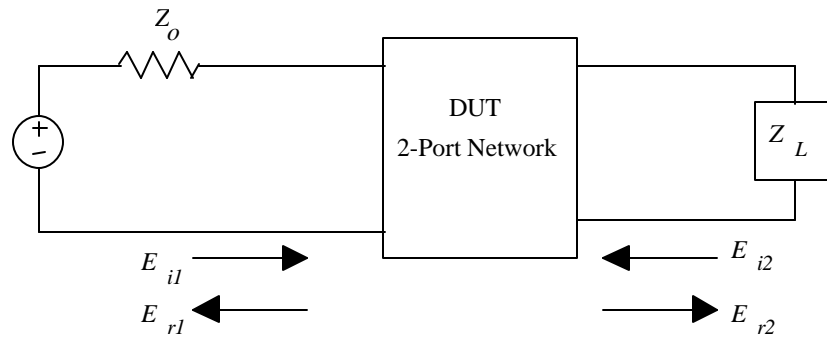 Z o
DUT
2-Port Network
+
–
Z L
E i1
E i2
E r1
E r2